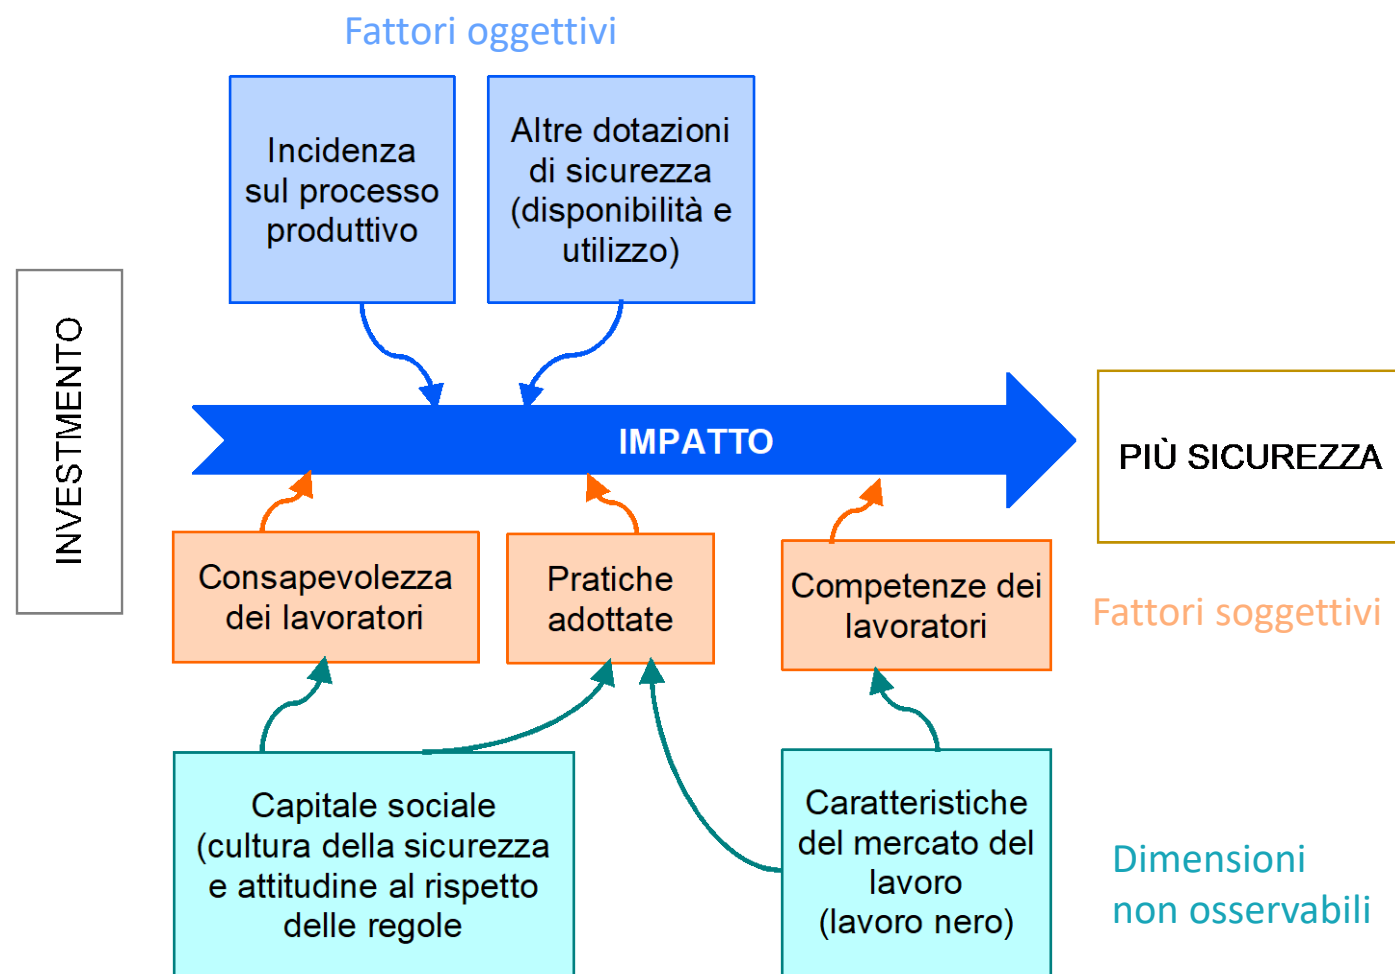 Fattori oggettivi
Incidenza
sul processo
produttivo
Altre dotazioni
di sicurezza
(disponibilità e
utilizzo)
INVESTMENTO
IMPATTO
PIÙ SICUREZZA
Consapevolezza
dei lavoratori
Pratiche
adottate
Competenze dei
lavoratori
Fattori soggettivi
Capitale sociale
(cultura della sicurezza
e attitudine al rispetto
delle regole
Caratteristiche
del mercato del
lavoro
(lavoro nero)
Dimensioni
non osservabili